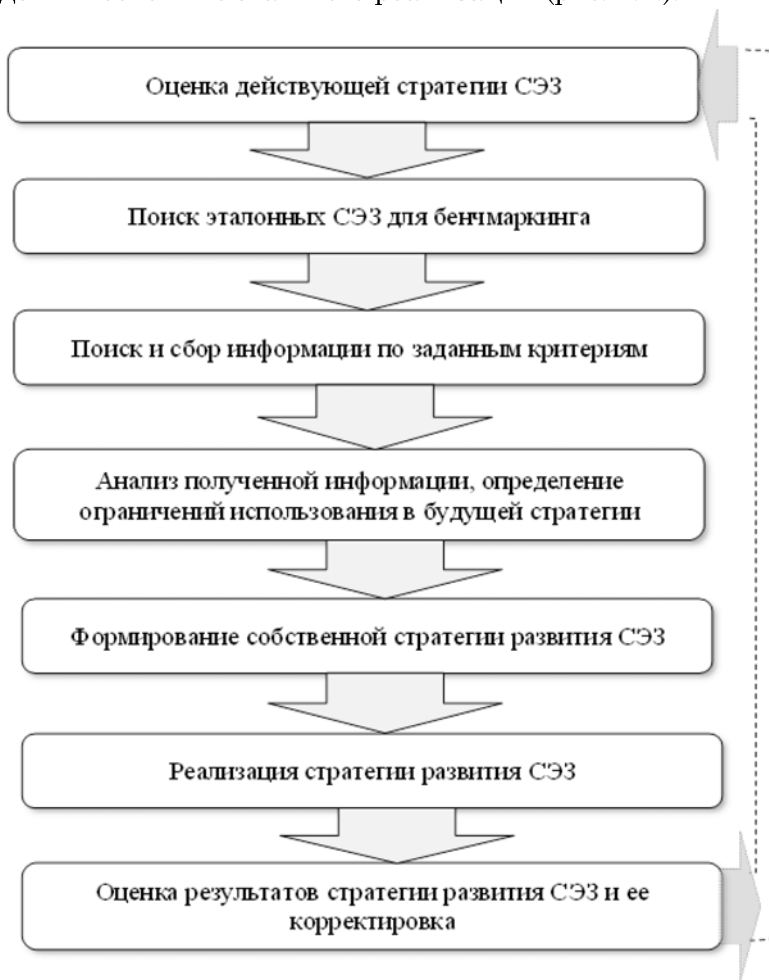 Оценка действующей стратегии СЭЗ
Поиск эталонных СЭЗ для бенчмаркинга
Поиск и сбор информации по заданным критериям
Анализ полученной информации, определение
ограничений использования в будущей стратегии
Формирование собственной стратегии развития СЭЗ
Реализация стратегии развития СЭЗ
Оценка результатов стратегии развития СЭЗ и ее
корректировка